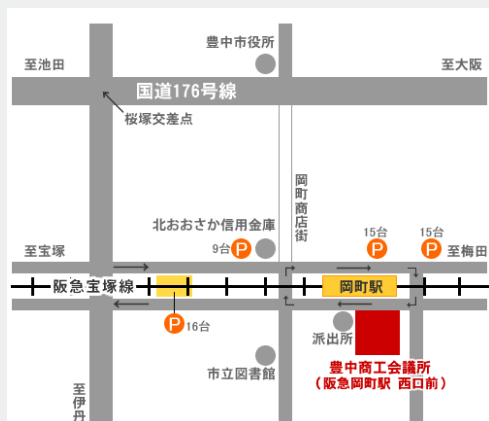 豊中市役所
至池田
至大阪
国道176号線
桜塚交差点
岡町商店街
北おおさか信用金庫
9台
P
15台
P
15台
P
至宝塚
至梅田
阪急宝塚線
岡町駅
P
16台
派出所
市立図書館
豊中商工会議所
（阪急岡町駅 西口前）
至伊丹